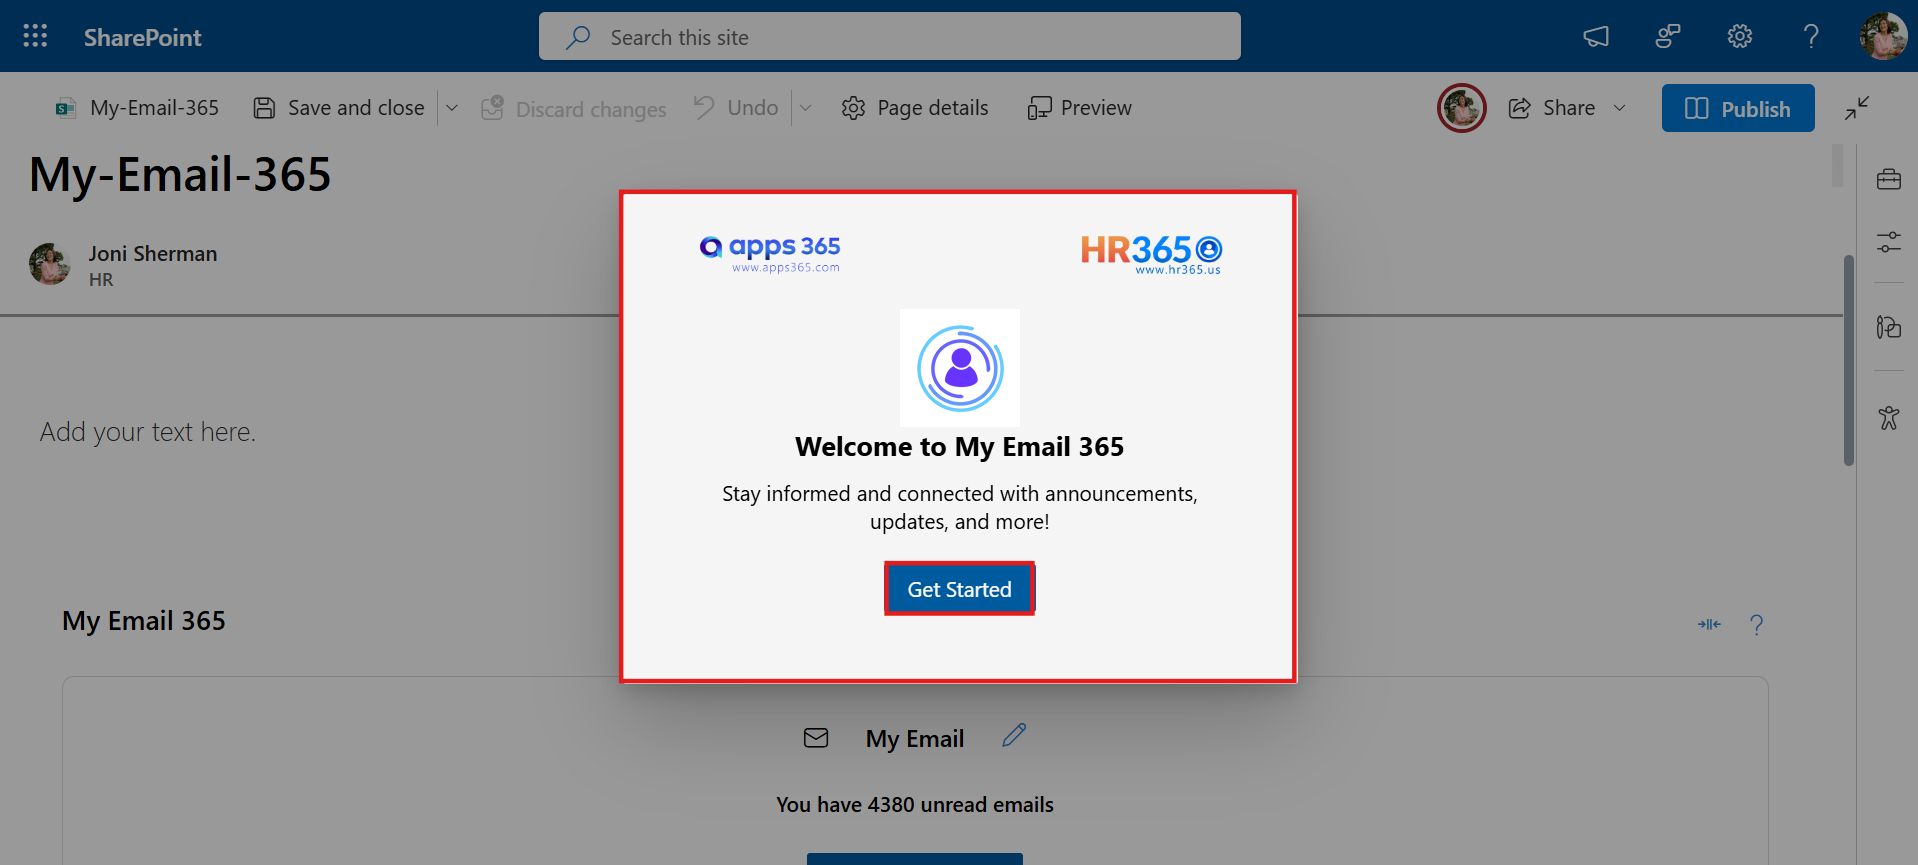 SharePoint
Search this site
My-Email-365
Save and close
Discard changes
Undo
Page details
Preview
Share
Publish
My-Email-365
Joni Sherman
HR
apps 365
www.apps365.com
HR365
www.hr365.us
Welcome to My Email 365
Stay informed and connected with announcements,
updates, and more!
Get Started
Add your text here.
My Email 365
My Email
You have 4380 unread emails